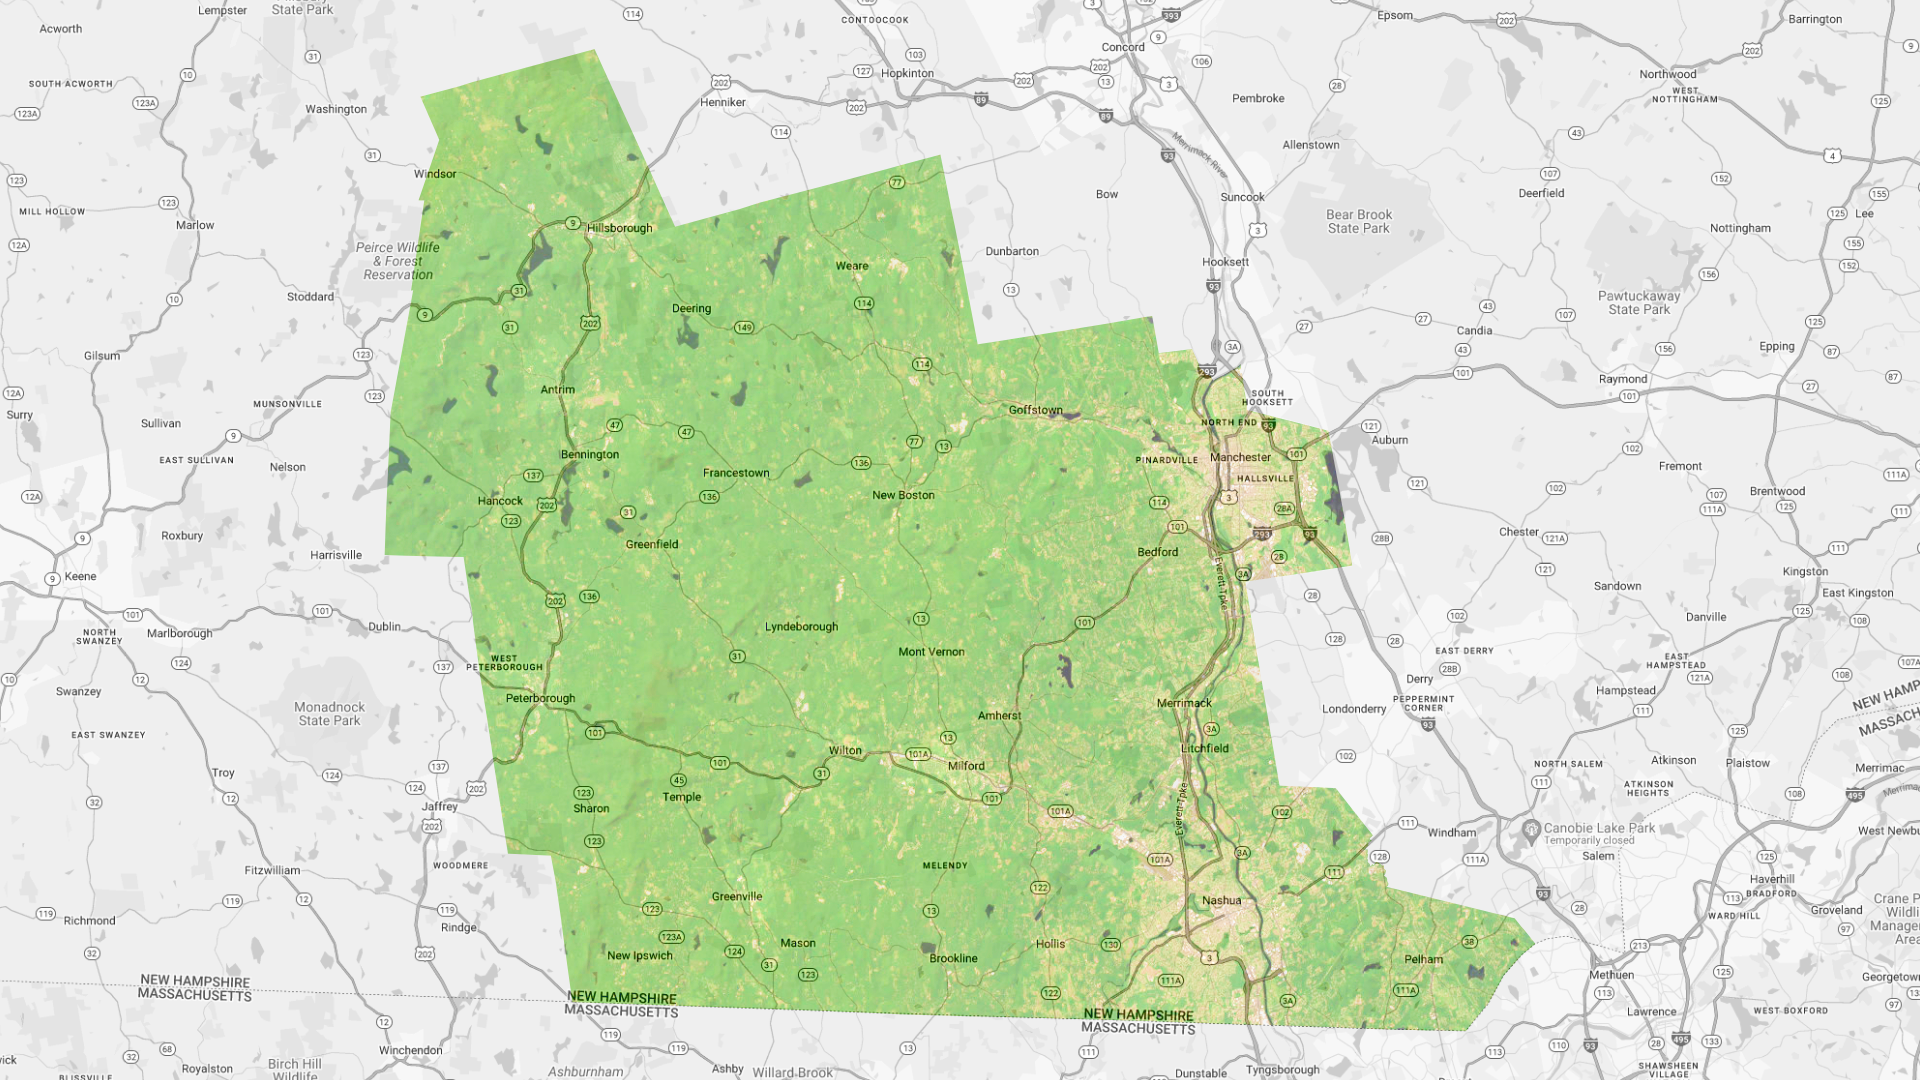 Lempster
State Park
Acworth
SOUTH ACWORTH
Washington
CONTOOCOOK
Concord
Hopkinton
Henniker
Epsom
Barrington
Northwood
WEST
NOTTINGHAM
Pembroke
Allenstown
Merrimack River
Deerfield
Windsor
MILL HOLLOW
Marlow
Peirce Wildlife
& Forest
Reservation
Hillsborough
Bow
Suncook
Bear Brook
State Park
Lee
Nottingham
Weare
Dunbarton
Hooksett
Stoddard
Deering
Pawtuckaway
State Park
Candia
Epping
Gilsum
Antrim
MUNSONVILLE
Raymond
SOUTH
HOOKSETT
Surry
Sullivan
Goffstown
NORTH END
Auburn
EAST SULLIVAN
Nelson
Bennington
Francestown
PINARDVILLE
Manchester
HALLSVILLE
Fremont
Brentwood
Hancock
New Boston
Roxbury
Harrisville
Greenfield
Bedford
Chester
Keene
Everett-Tpke
Kingston
Sandown
East Kingston
Danville
NORTH
SWANZEY
Marlborough
Dublin
Lyndeborough
Mont Vernon
EAST DERRY
EAST
HAMPSTEAD
WEST
PETERBOROUGH
Swanzey
Peterborough
Monadnock
State Park
Derry
Hampstead
PEPPERMINT
CORNER
NEW HAMP
MASSACH
EAST SWANZEY
Amherst
Merrimack
Londonderry
Litchfield
Troy
Wilton
Milford
NORTH SALEM
Atkinson
Plaistow
Merrimac
ATKINSON
HEIGHTS
Jaffrey
Sharon
Temple
Everett-Tpke
Windham
Canobie Lake Park
Temporarily closed
Salem
West Newbu
WOODMERE
MELENDY
Fitzwilliam
Haverhill
BRADFORD
Greenville
Nashua
WARD HILL
Groveland
Crane P
Wildli
Manage
Area
Richmond
Rindge
New Ipswich
Mason
Hollis
Brookline
Pelham
Methuen
Georgetow
NEW HAMPSHIRE
MASSACHUSETTS
NEW HAMPSHIRE
MASSACHUSETTS
NEW HAMPSHIRE
MASSACHUSETTS
Lawrence
WEST BOXFORD
Winchendon
Birch Hill
Wildlife
Royalston
Ashburnham
Ashby
Willard Brook
Dunstable
Tyngsborough
SHAWSHEEN
VILLAGE